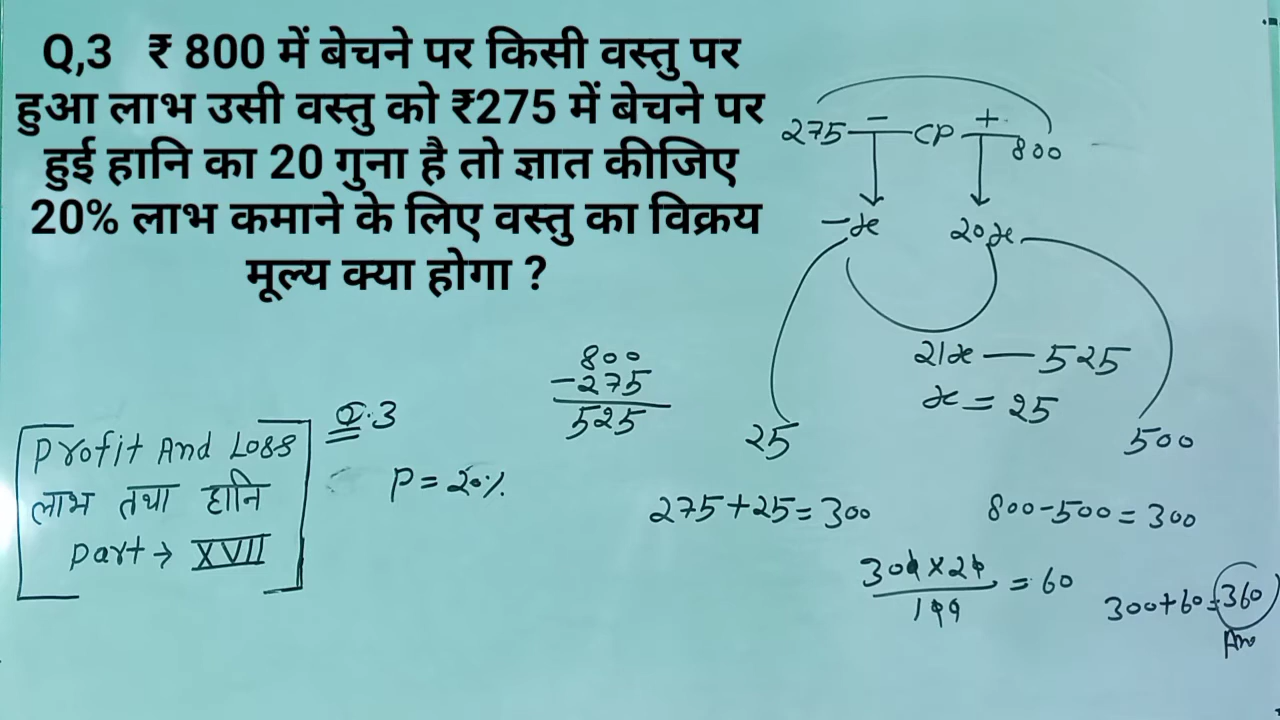 Q,3 ₹ 800 में बेचने पर किसी वस्तु पर
हुआ लाभ उसी वस्तु को ₹275 में बेचने पर
हुई हानि का 20 गुना है तो ज्ञात कीजिए
20% लाभ कमाने के लिए वस्तु का विक्रय
मूल्य क्या होगा ?
275 — CP — 800
− +
−x 20x
21x — 525
x = 25
25 500
800
−275
525
Profit And Loss
लाभ तथा हानि
Part → XVII
Q.3
P = 20%
275+25=300
800-500=300
300×20
100
= 60
300+60=360
Ans